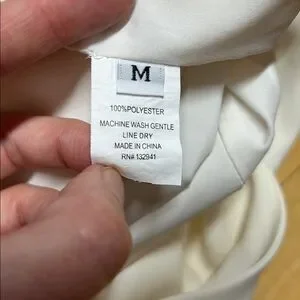 M
100%POLYESTER
MACHINE WASH GENTLE
LINE DRY
MADE IN CHINA
RN# 132941